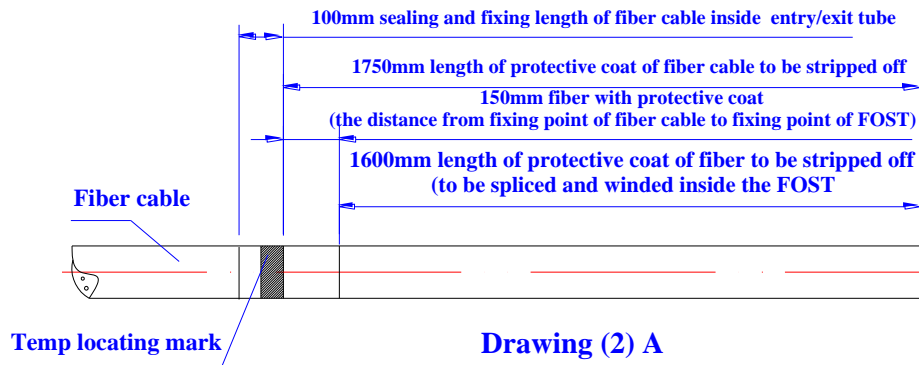 100mm sealing and fixing length of fiber cable inside entry/exit tube
1750mm length of protective coat of fiber cable to be stripped off
150mm fiber with protective coat
(the distance from fixing point of fiber cable to fixing point of FOST)
1600mm length of protective coat of fiber to be stripped off
(to be spliced and winded inside the FOST
Fiber cable
Temp locating mark
Drawing (2) A